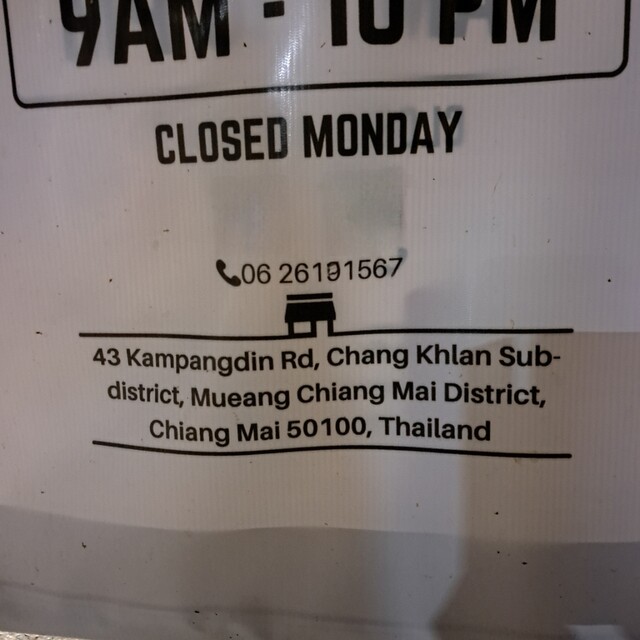 9AM - 10 PM
CLOSED MONDAY
06 26191567
43 Kampangdin Rd, Chang Khlan Sub-
district, Mueang Chiang Mai District,
Chiang Mai 50100, Thailand